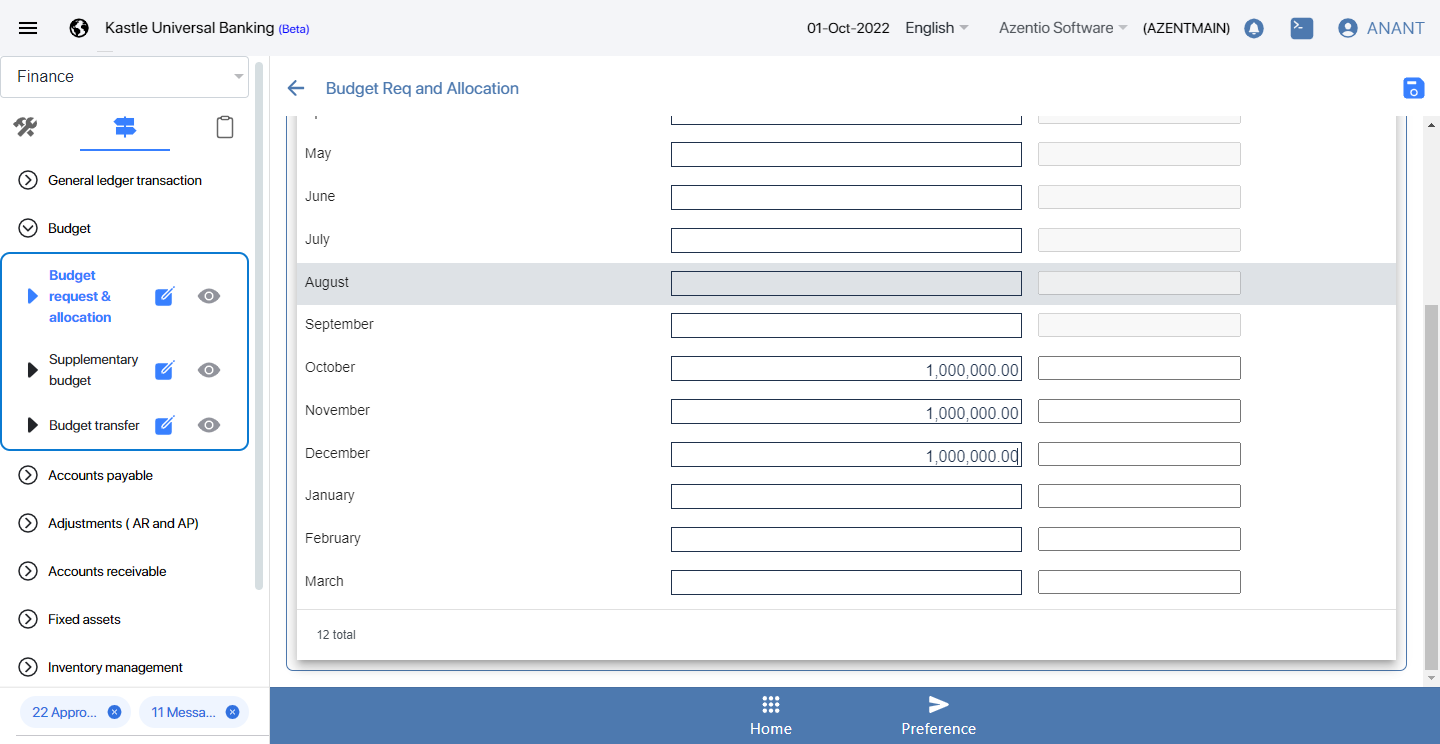 Kastle Universal Banking (Beta)
01-Oct-2022
English
Azentio Software
(AZENTMAIN)
ANANT
Finance
General ledger transaction
Budget
Budget
request &
allocation
Supplementary
budget
Budget transfer
Accounts payable
Adjustments ( AR and AP)
Accounts receivable
Fixed assets
Inventory management
22 Appro...
11 Messa...
Budget Req and Allocation
May
June
July
August
September
October 1,000,000.00
November 1,000,000.00
December 1,000,000.00
January
February
March
12 total
Home
Preference